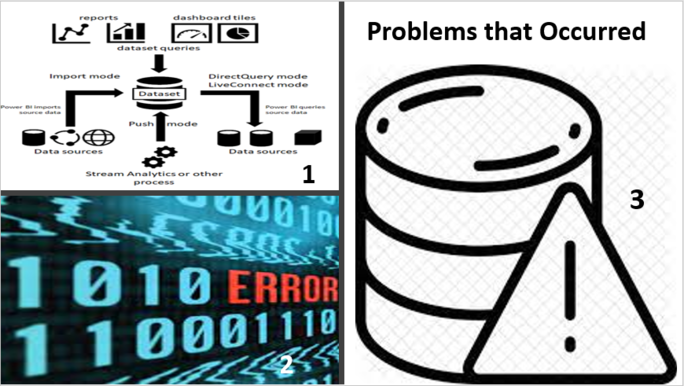 reports
dashboard tiles
dataset queries
Import mode
DirectQuery mode
LiveConnect mode
Dataset
Power BI imports
source data
Power BI queries
source data
Push mode
Data sources
Data sources
Stream Analytics or other
process
1
000010
1010 ERROR
110001110
2
Problems that Occurred
3
!